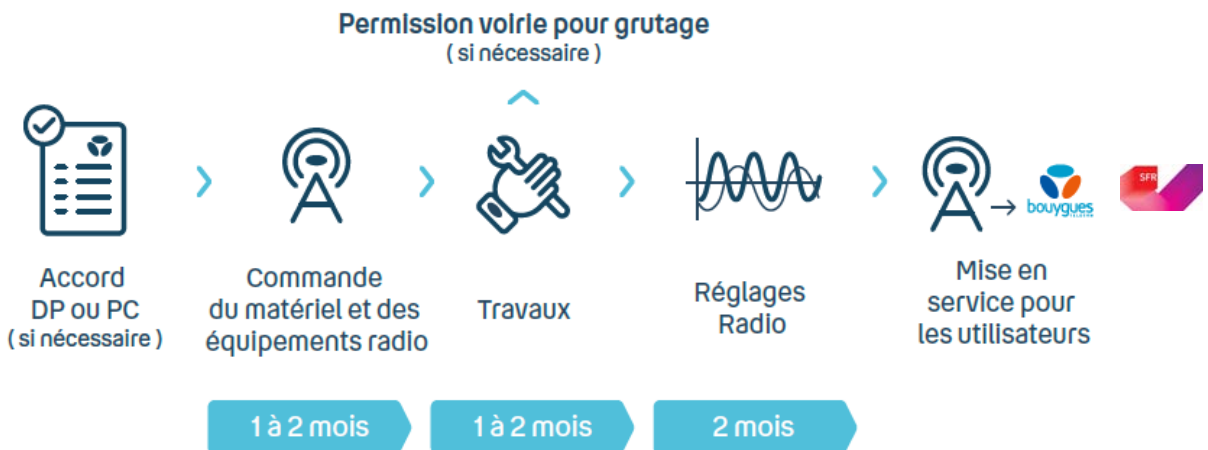 Permission voirie pour grutage
( si nécessaire )
Accord
DP ou PC
( si nécessaire )
Commande
du matériel et des
équipements radio
Travaux
Réglages
Radio
bouygues
TELECOM
SFR
Mise en
service pour
les utilisateurs
1 à 2 mois
1 à 2 mois
2 mois